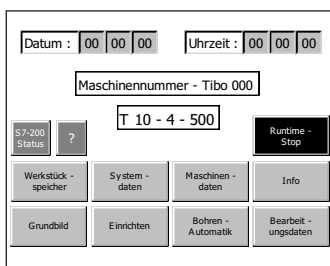 Datum : 00 00 00 Uhrzeit : 00 00 00
Maschinennummer - Tibo 000
T 10 - 4 - 500
S7-200
Status
?
Runtime -
Stop
Werkstück -
speicher
System -
daten
Maschinen -
daten
Info
Grundbild
Einrichten
Bohren -
Automatik
Bearbeit -
ungsdaten